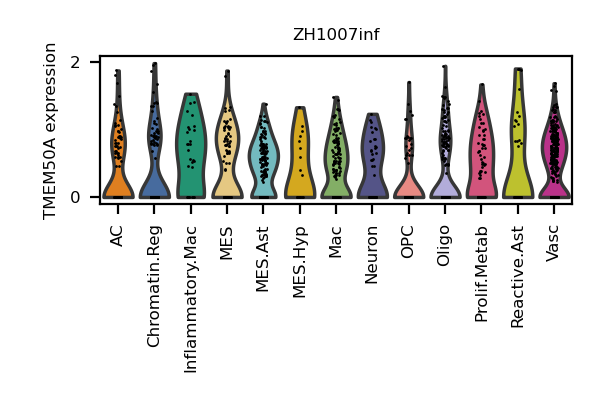 ZH1007inf
TMEM50A expression
2
0
AC
Chromatin.Reg
Inflammatory.Mac
MES
MES.Ast
MES.Hyp
Mac
Neuron
OPC
Oligo
Prolif.Metab
Reactive.Ast
Vasc